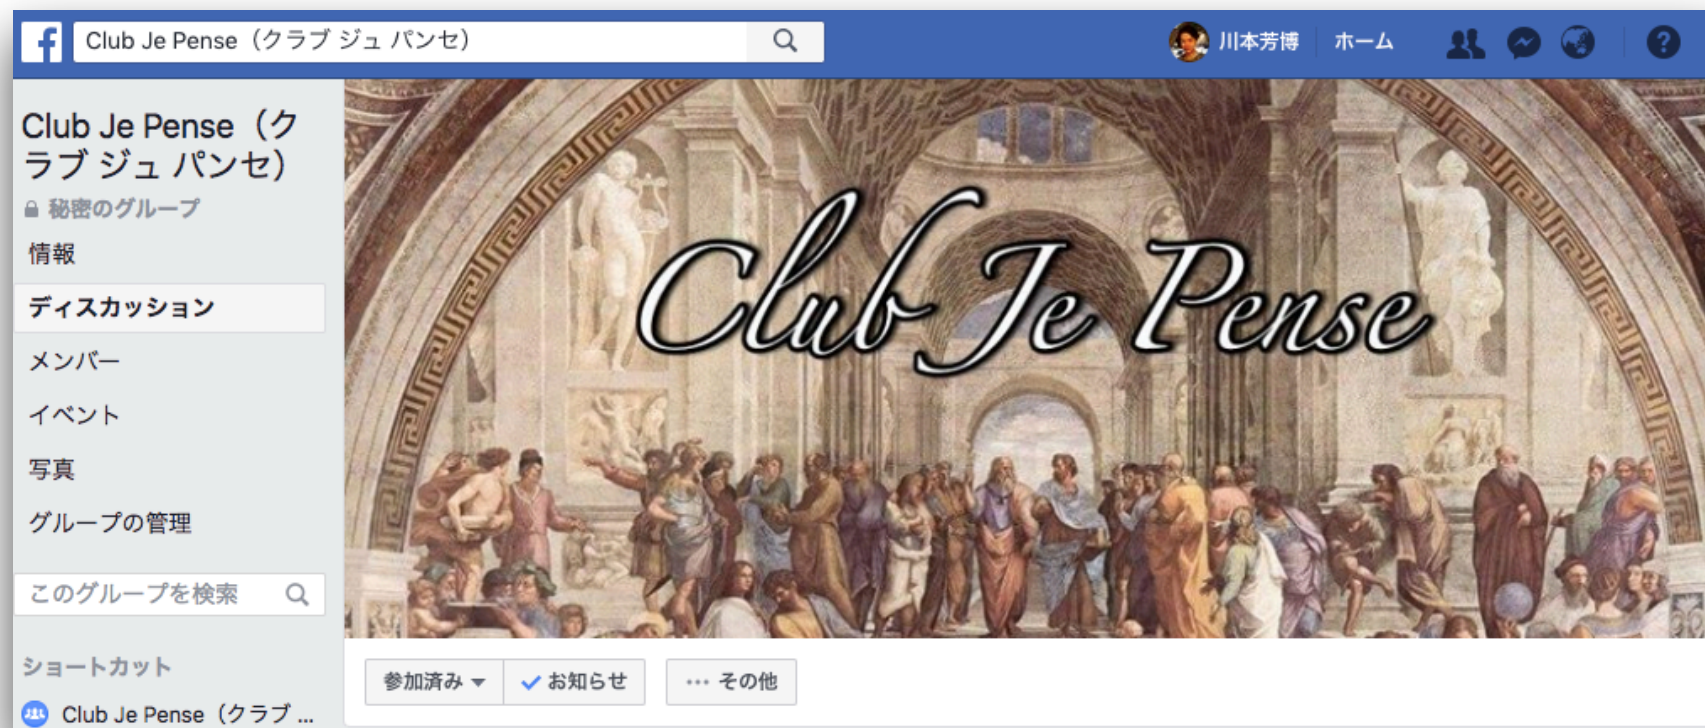 Club Je Pense（クラブ ジュ パンセ）
川本芳博
ホーム
Club Je Pense（ク
ラブ ジュ パンセ）
秘密のグループ
情報
ディスカッション
メンバー
イベント
写真
グループの管理
このグループを検索
ショートカット
Club Je Pense（クラブ ...
Club Je Pense
参加済み
お知らせ
... その他